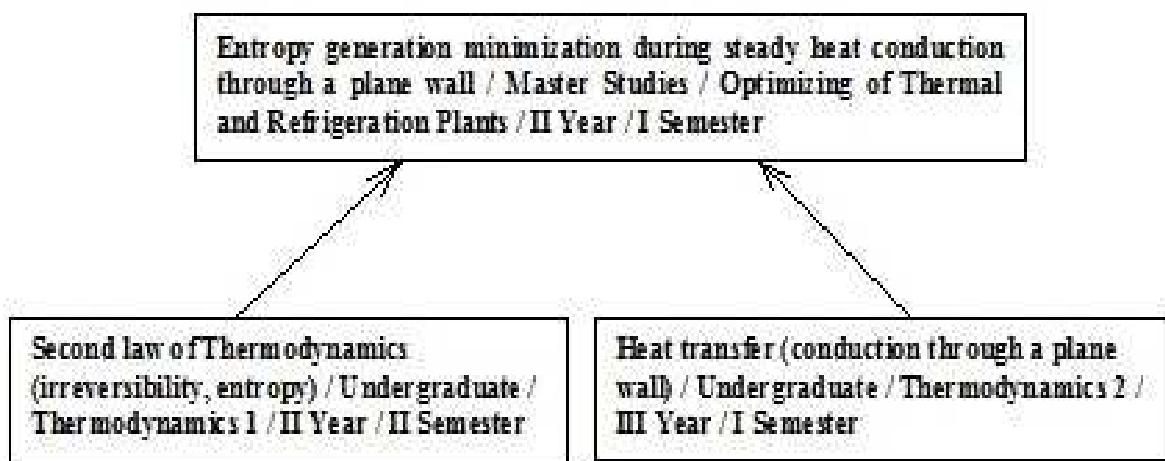 Entropy generation minimization during steady heat conduction
through a plane wall / Master Studies / Optimizing of Thermal
and Refrigeration Plants / II Year / I Semester
Second law of Thermodynamics
(irreversibility, entropy) / Undergraduate /
Thermodynamics 1 / II Year / II Semester
Heat transfer (conduction through a plane
wall) / Undergraduate / Thermodynamics 2 /
III Year / I Semester